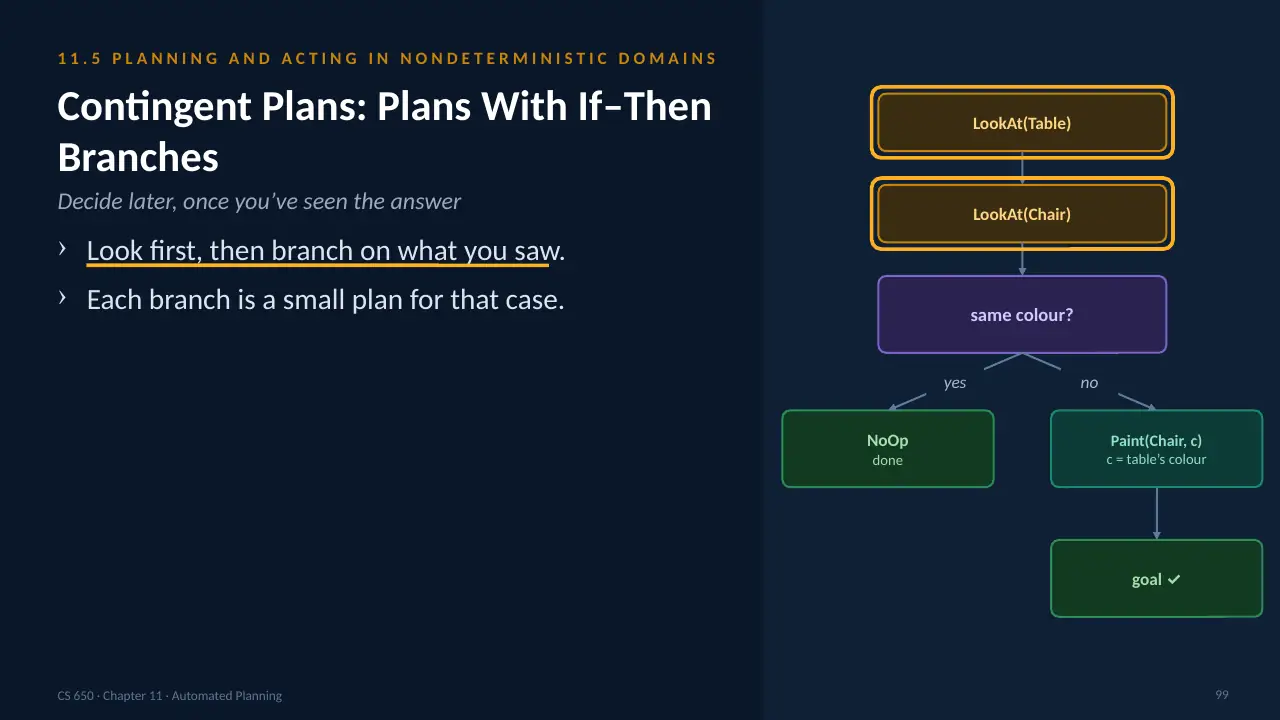 11.5 PLANNING AND ACTING IN NONDETERMINISTIC DOMAINS
Contingent Plans: Plans With If–Then
Branches
Decide later, once you’ve seen the answer
› Look first, then branch on what you saw.
› Each branch is a small plan for that case.
LookAt(Table)
LookAt(Chair)
same colour?
yes
no
NoOp
done
Paint(Chair, c)
c = table’s colour
goal ✓
CS 650 · Chapter 11 · Automated Planning
99